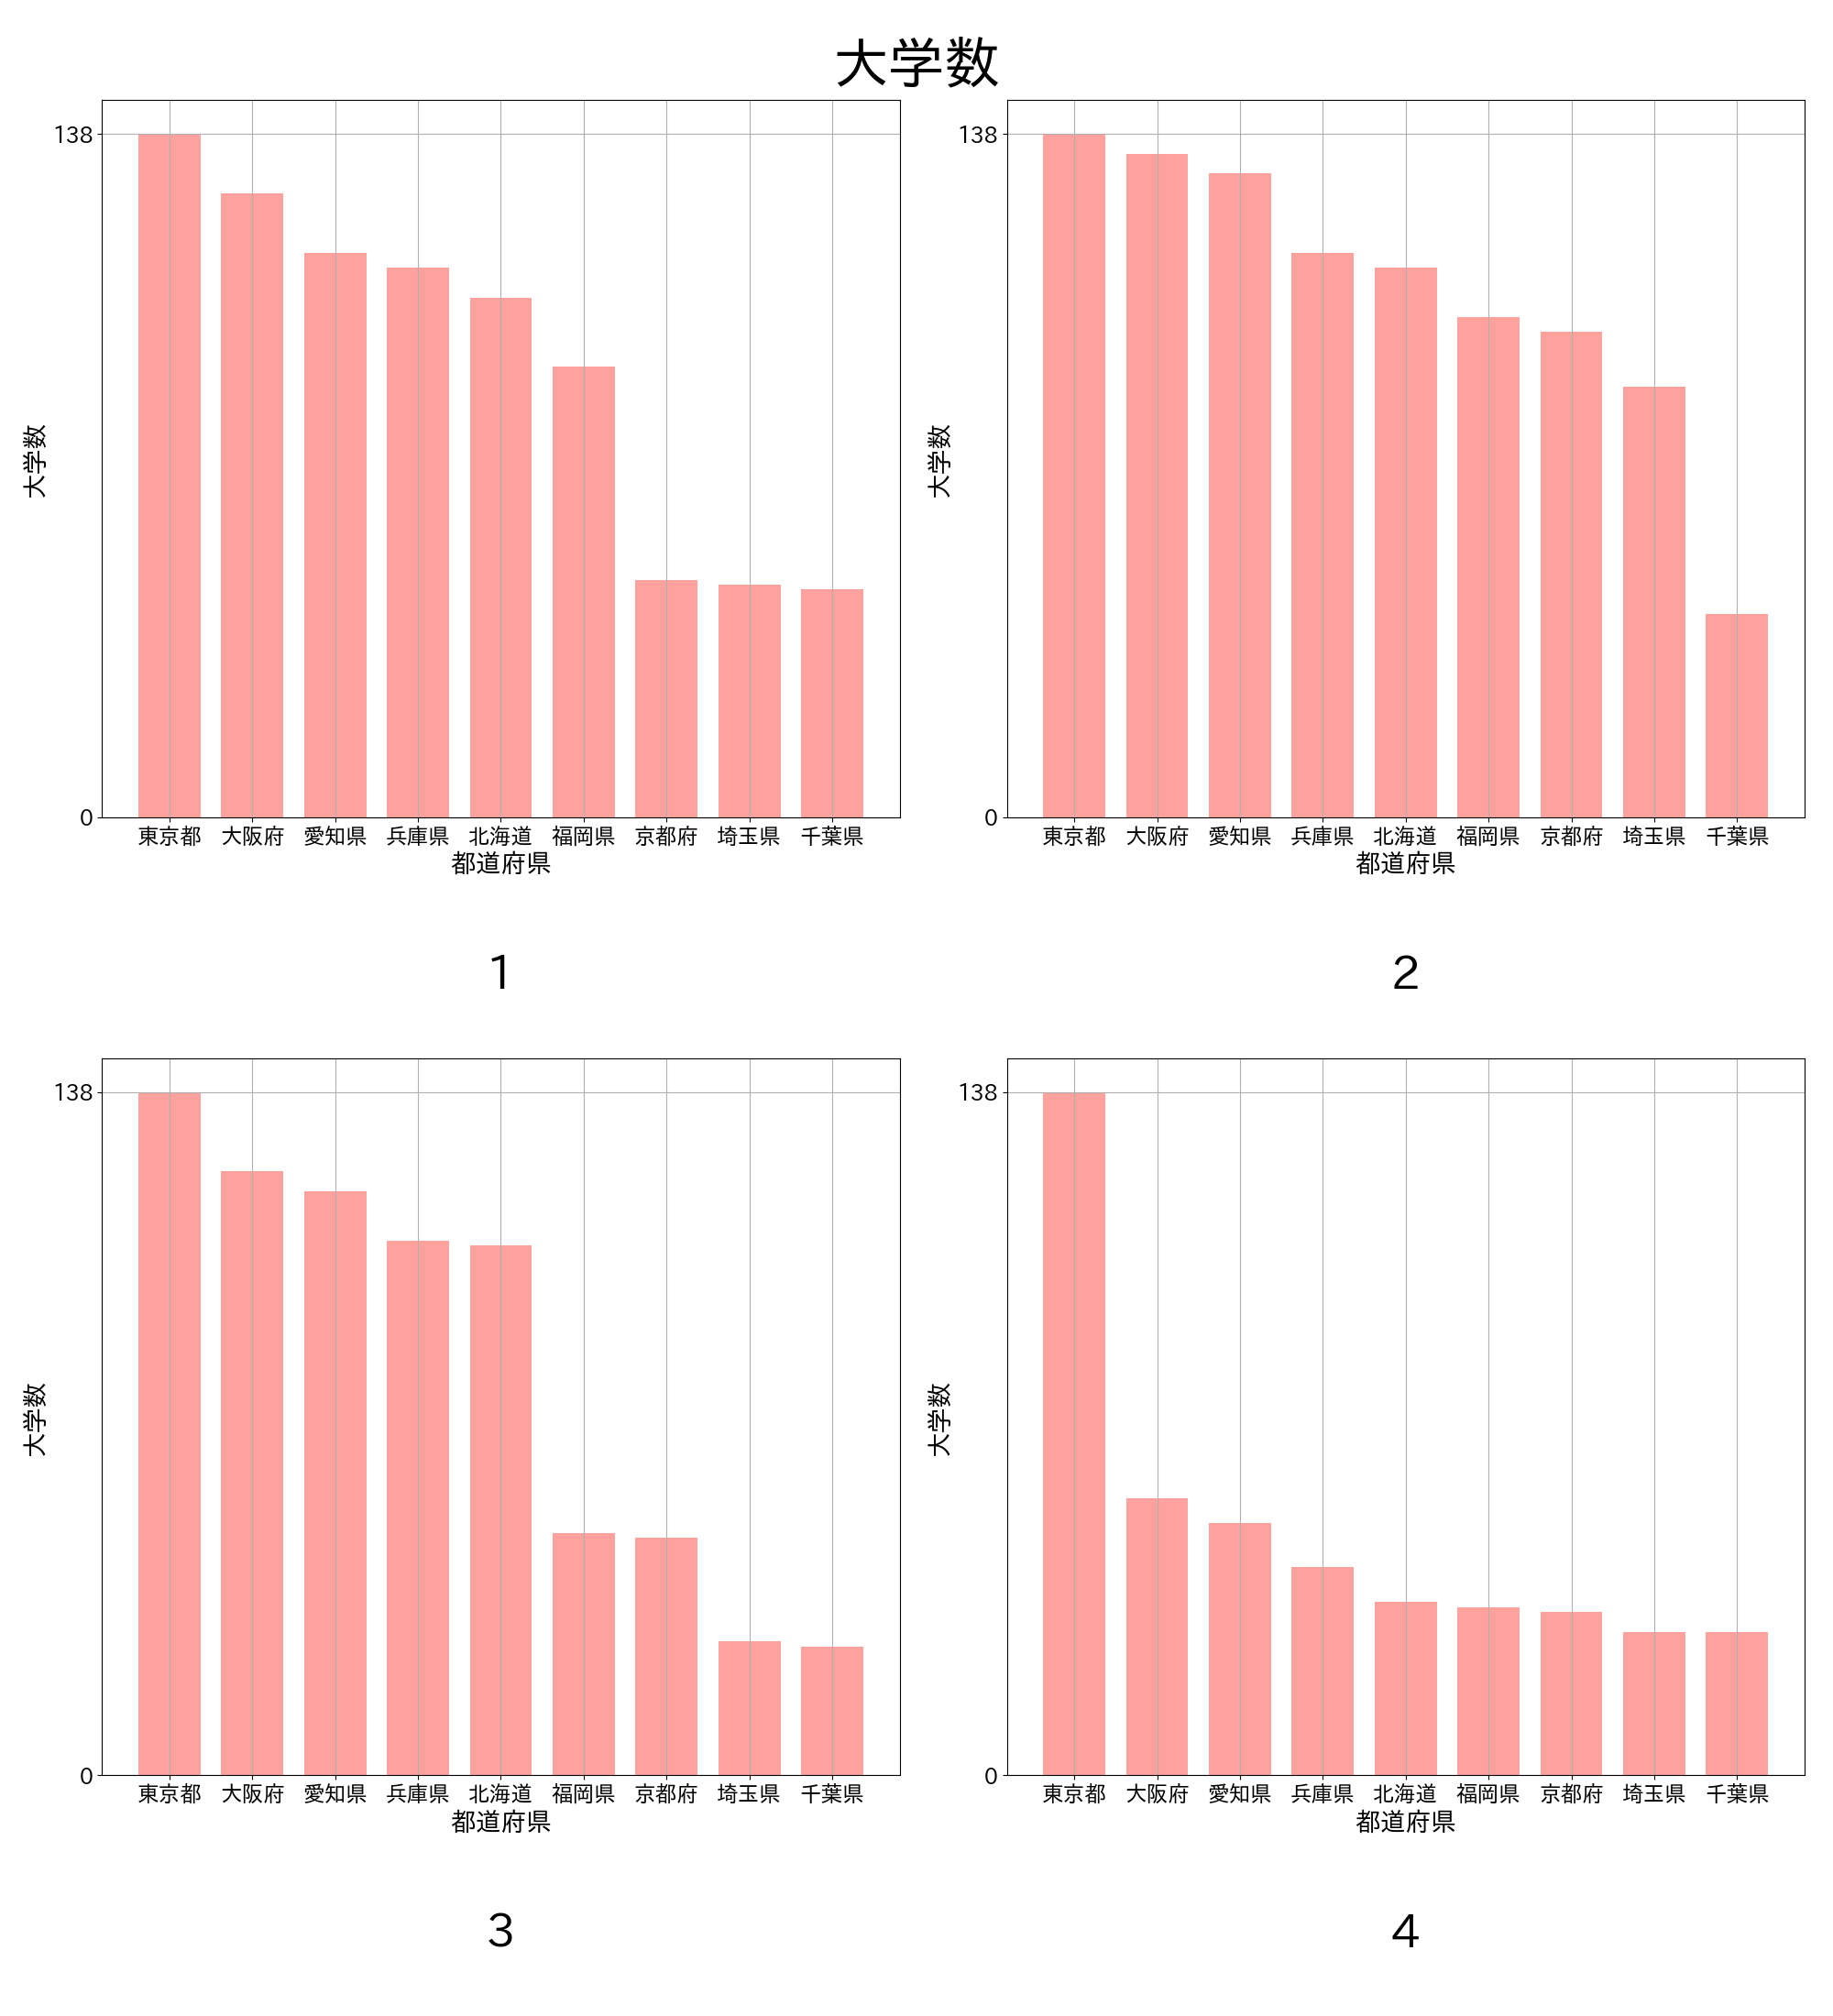 大学数
138
0
大学数
東京都 大阪府 愛知県 兵庫県 北海道 福岡県 京都府 埼玉県 千葉県
都道府県
1
138
0
大学数
東京都 大阪府 愛知県 兵庫県 北海道 福岡県 京都府 埼玉県 千葉県
都道府県
2
138
0
大学数
東京都 大阪府 愛知県 兵庫県 北海道 福岡県 京都府 埼玉県 千葉県
都道府県
3
138
0
大学数
東京都 大阪府 愛知県 兵庫県 北海道 福岡県 京都府 埼玉県 千葉県
都道府県
4